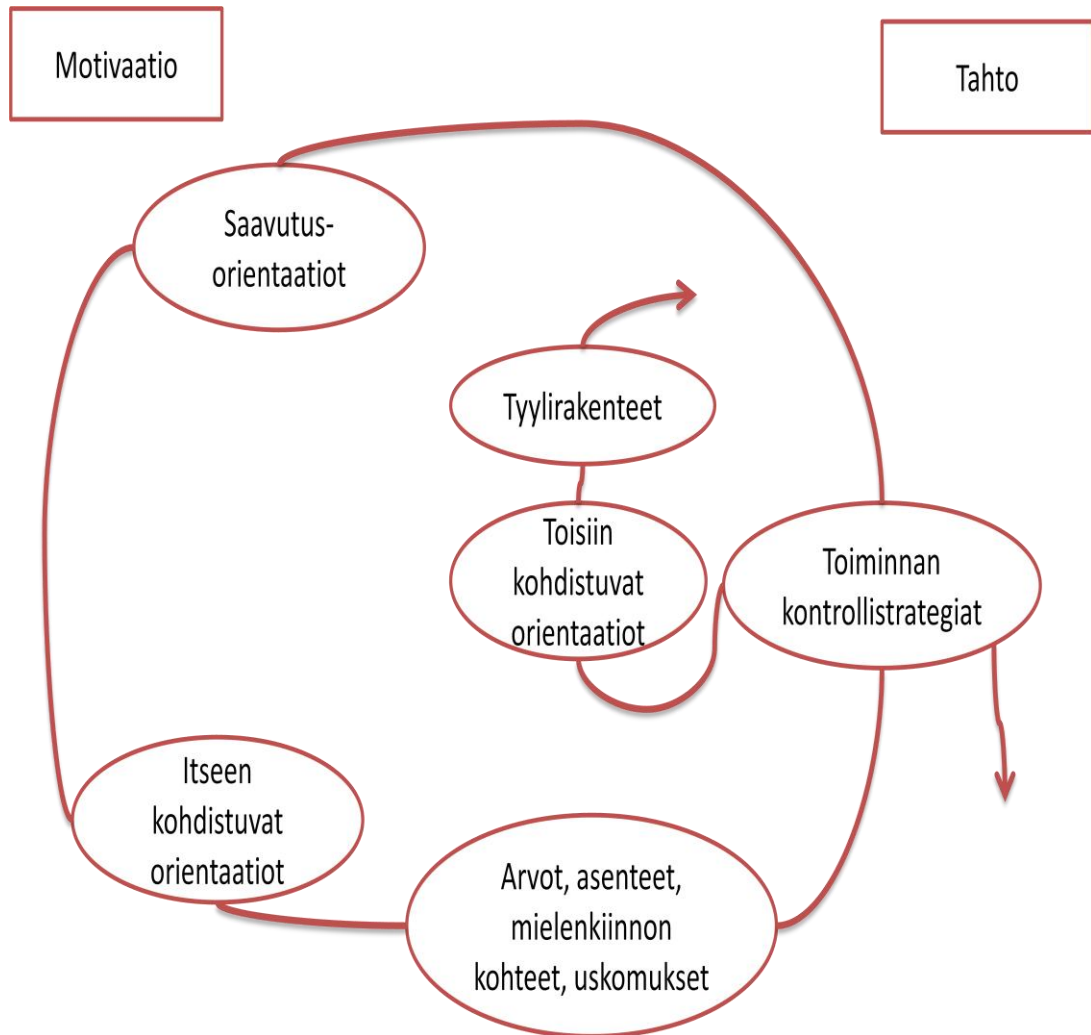 Motivaatio
Tahto
Saavutus-
orientaatiot
Tyylirakenteet
Toisiin
kohdistuvat
orientaatiot
Toiminnan
kontrollistrategiat
Itseen
kohdistuvat
orientaatiot
Arvot, asenteet,
mielenkiinnon
kohteet, uskomukset